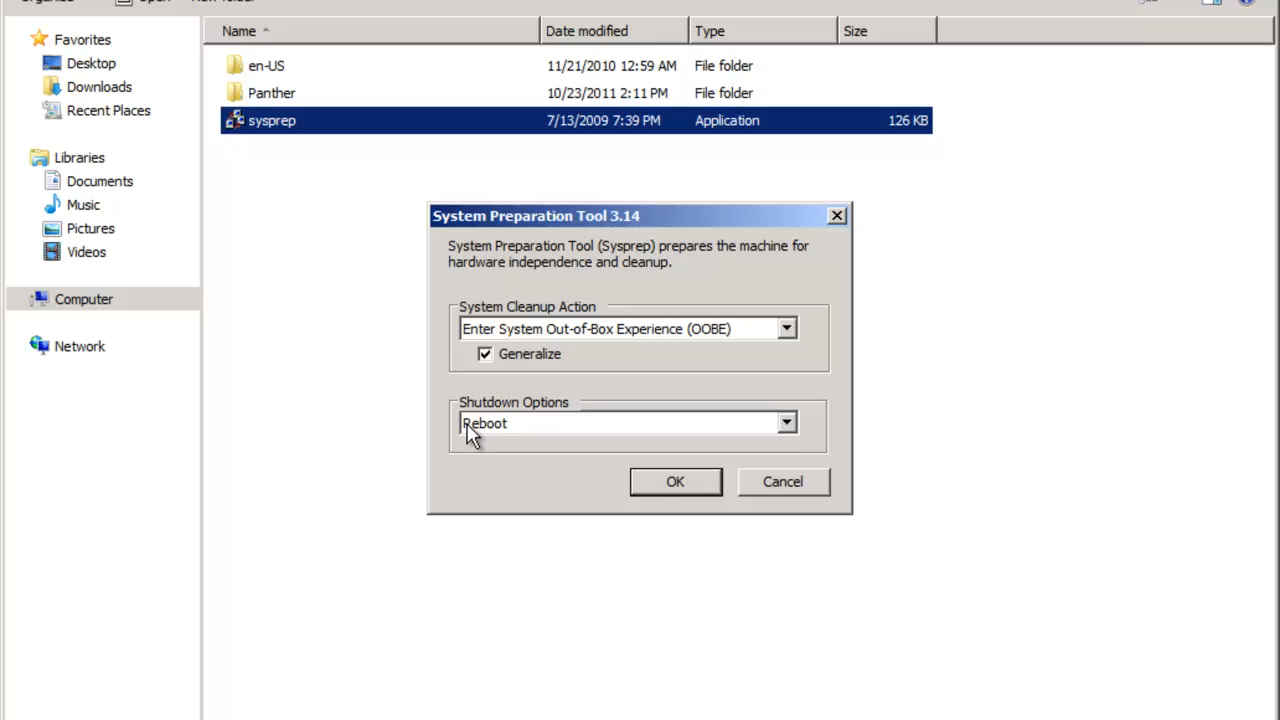 Organize Open New folder
Name Date modified Type Size
Favorites
Desktop
Downloads
Recent Places
Libraries
Documents
Music
Pictures
Videos
Computer
Network
en-US 11/21/2010 12:59 AM File folder
Panther 10/23/2011 2:11 PM File folder
sysprep 7/13/2009 7:39 PM Application 126 KB
System Preparation Tool 3.14
System Preparation Tool (Sysprep) prepares the machine for
hardware independence and cleanup.
System Cleanup Action
Enter System Out-of-Box Experience (OOBE)
Generalize
Shutdown Options
Reboot
OK Cancel